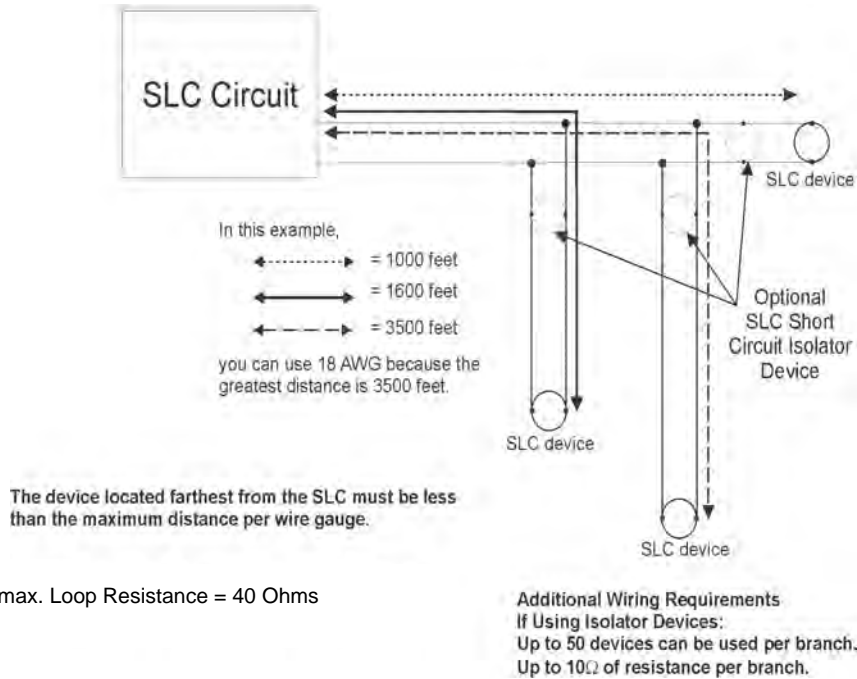 SLC Circuit
SLC device
In this example,
= 1000 feet
= 1600 feet
= 3500 feet
you can use 18 AWG because the
greatest distance is 3500 feet.
Optional
SLC Short
Circuit Isolator
Device
SLC device
SLC device
The device located farthest from the SLC must be less
than the maximum distance per wire gauge.
max. Loop Resistance = 40 Ohms
Additional Wiring Requirements
If Using Isolator Devices:
Up to 50 devices can be used per branch.
Up to 10Ω of resistance per branch.